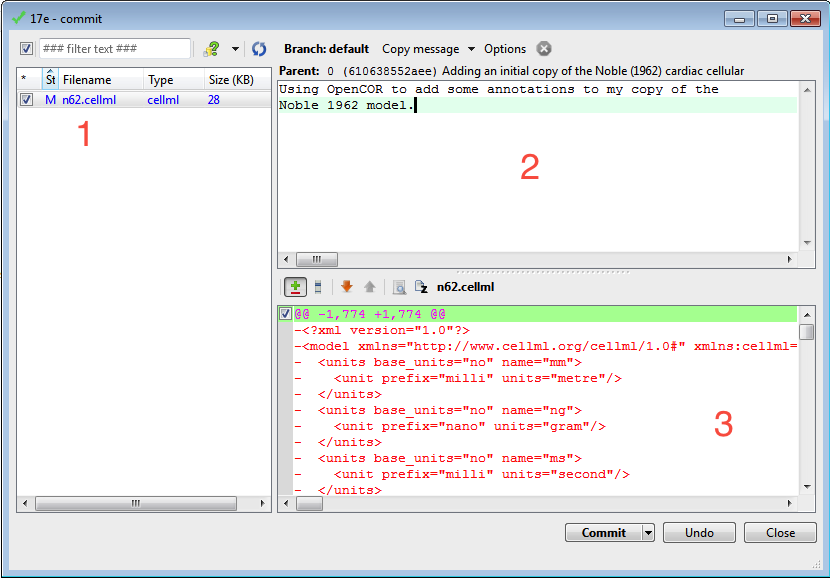 17e - commit
### filter text ###
Branch: default Copy message Options
Parent: 0 (610638552aee) Adding an initial copy of the Noble (1962) cardiac cellular
* St Filename Type Size (KB)
M n62.cellml cellml 28
1
Using OpenCOR to add some annotations to my copy of the
Noble 1962 model.
2
n62.cellml
@@ -1,774 +1,774 @@
-<?xml version="1.0"?>
-<model xmlns="http://www.cellml.org/cellml/1.0#" xmlns:cellml=
-  <units base_units="no" name="mm">
-    <unit prefix="milli" units="metre"/>
-  </units>
-  <units base_units="no" name="ng">
-    <unit prefix="nano" units="gram"/>
-  </units>
-  <units base_units="no" name="ms">
-    <unit prefix="milli" units="second"/>
-  </units>
3
Commit Undo Close